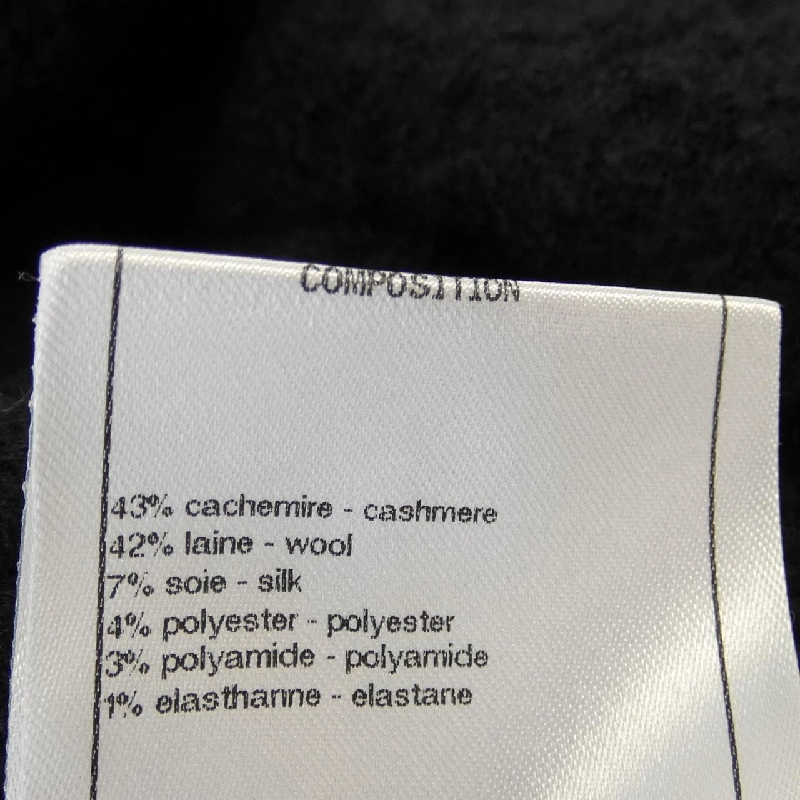 COMPOSITION
43% cachemire - cashmere
42% laine - wool
7% soie - silk
4% polyester - polyester
3% polyamide - polyamide
1% elasthanne - elastane